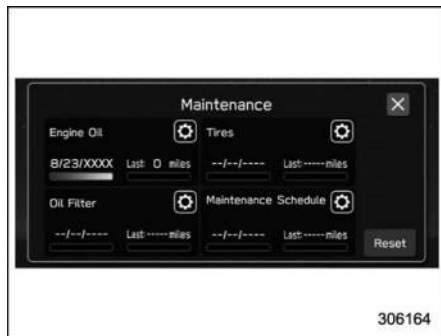 Maintenance
Engine Oil
Tires
8/23/XXXX Last: 0 miles
--/--/---- Last:-----miles
Oil Filter
Maintenance Schedule
--/--/---- Last:-----miles
--/--/---- Last:-----miles
Reset
306164